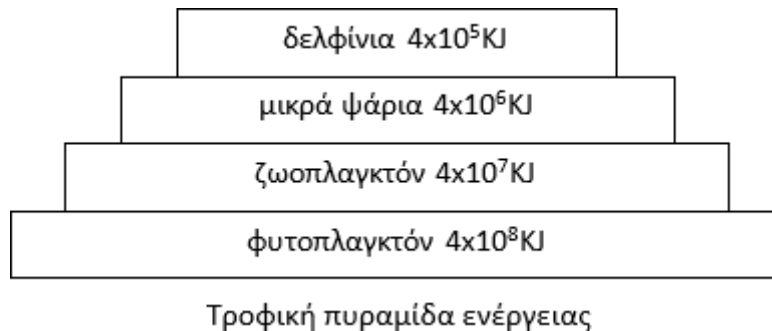 δελφίνια 4x10⁵KJ
μικρά ψάρια 4x10⁶KJ
ζωοπλαγκτόν 4x10⁷KJ
φυτοπλαγκτόν 4x10⁸KJ
Τροφική πυραμίδα ενέργειας